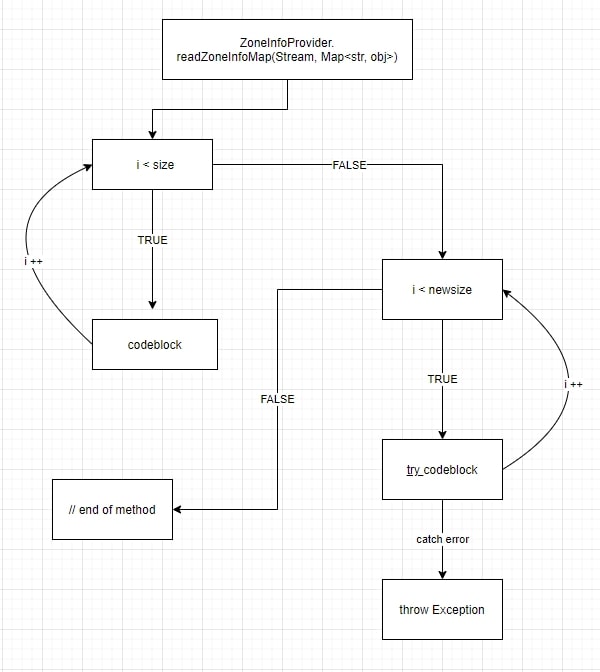 ZoneInfoProvider.
readZoneInfoMap(Stream, Map<str, obj>)
i < size
FALSE
TRUE
i ++
i < newsize
codeblock
TRUE
i ++
FALSE
try codeblock
// end of method
catch error
throw Exception